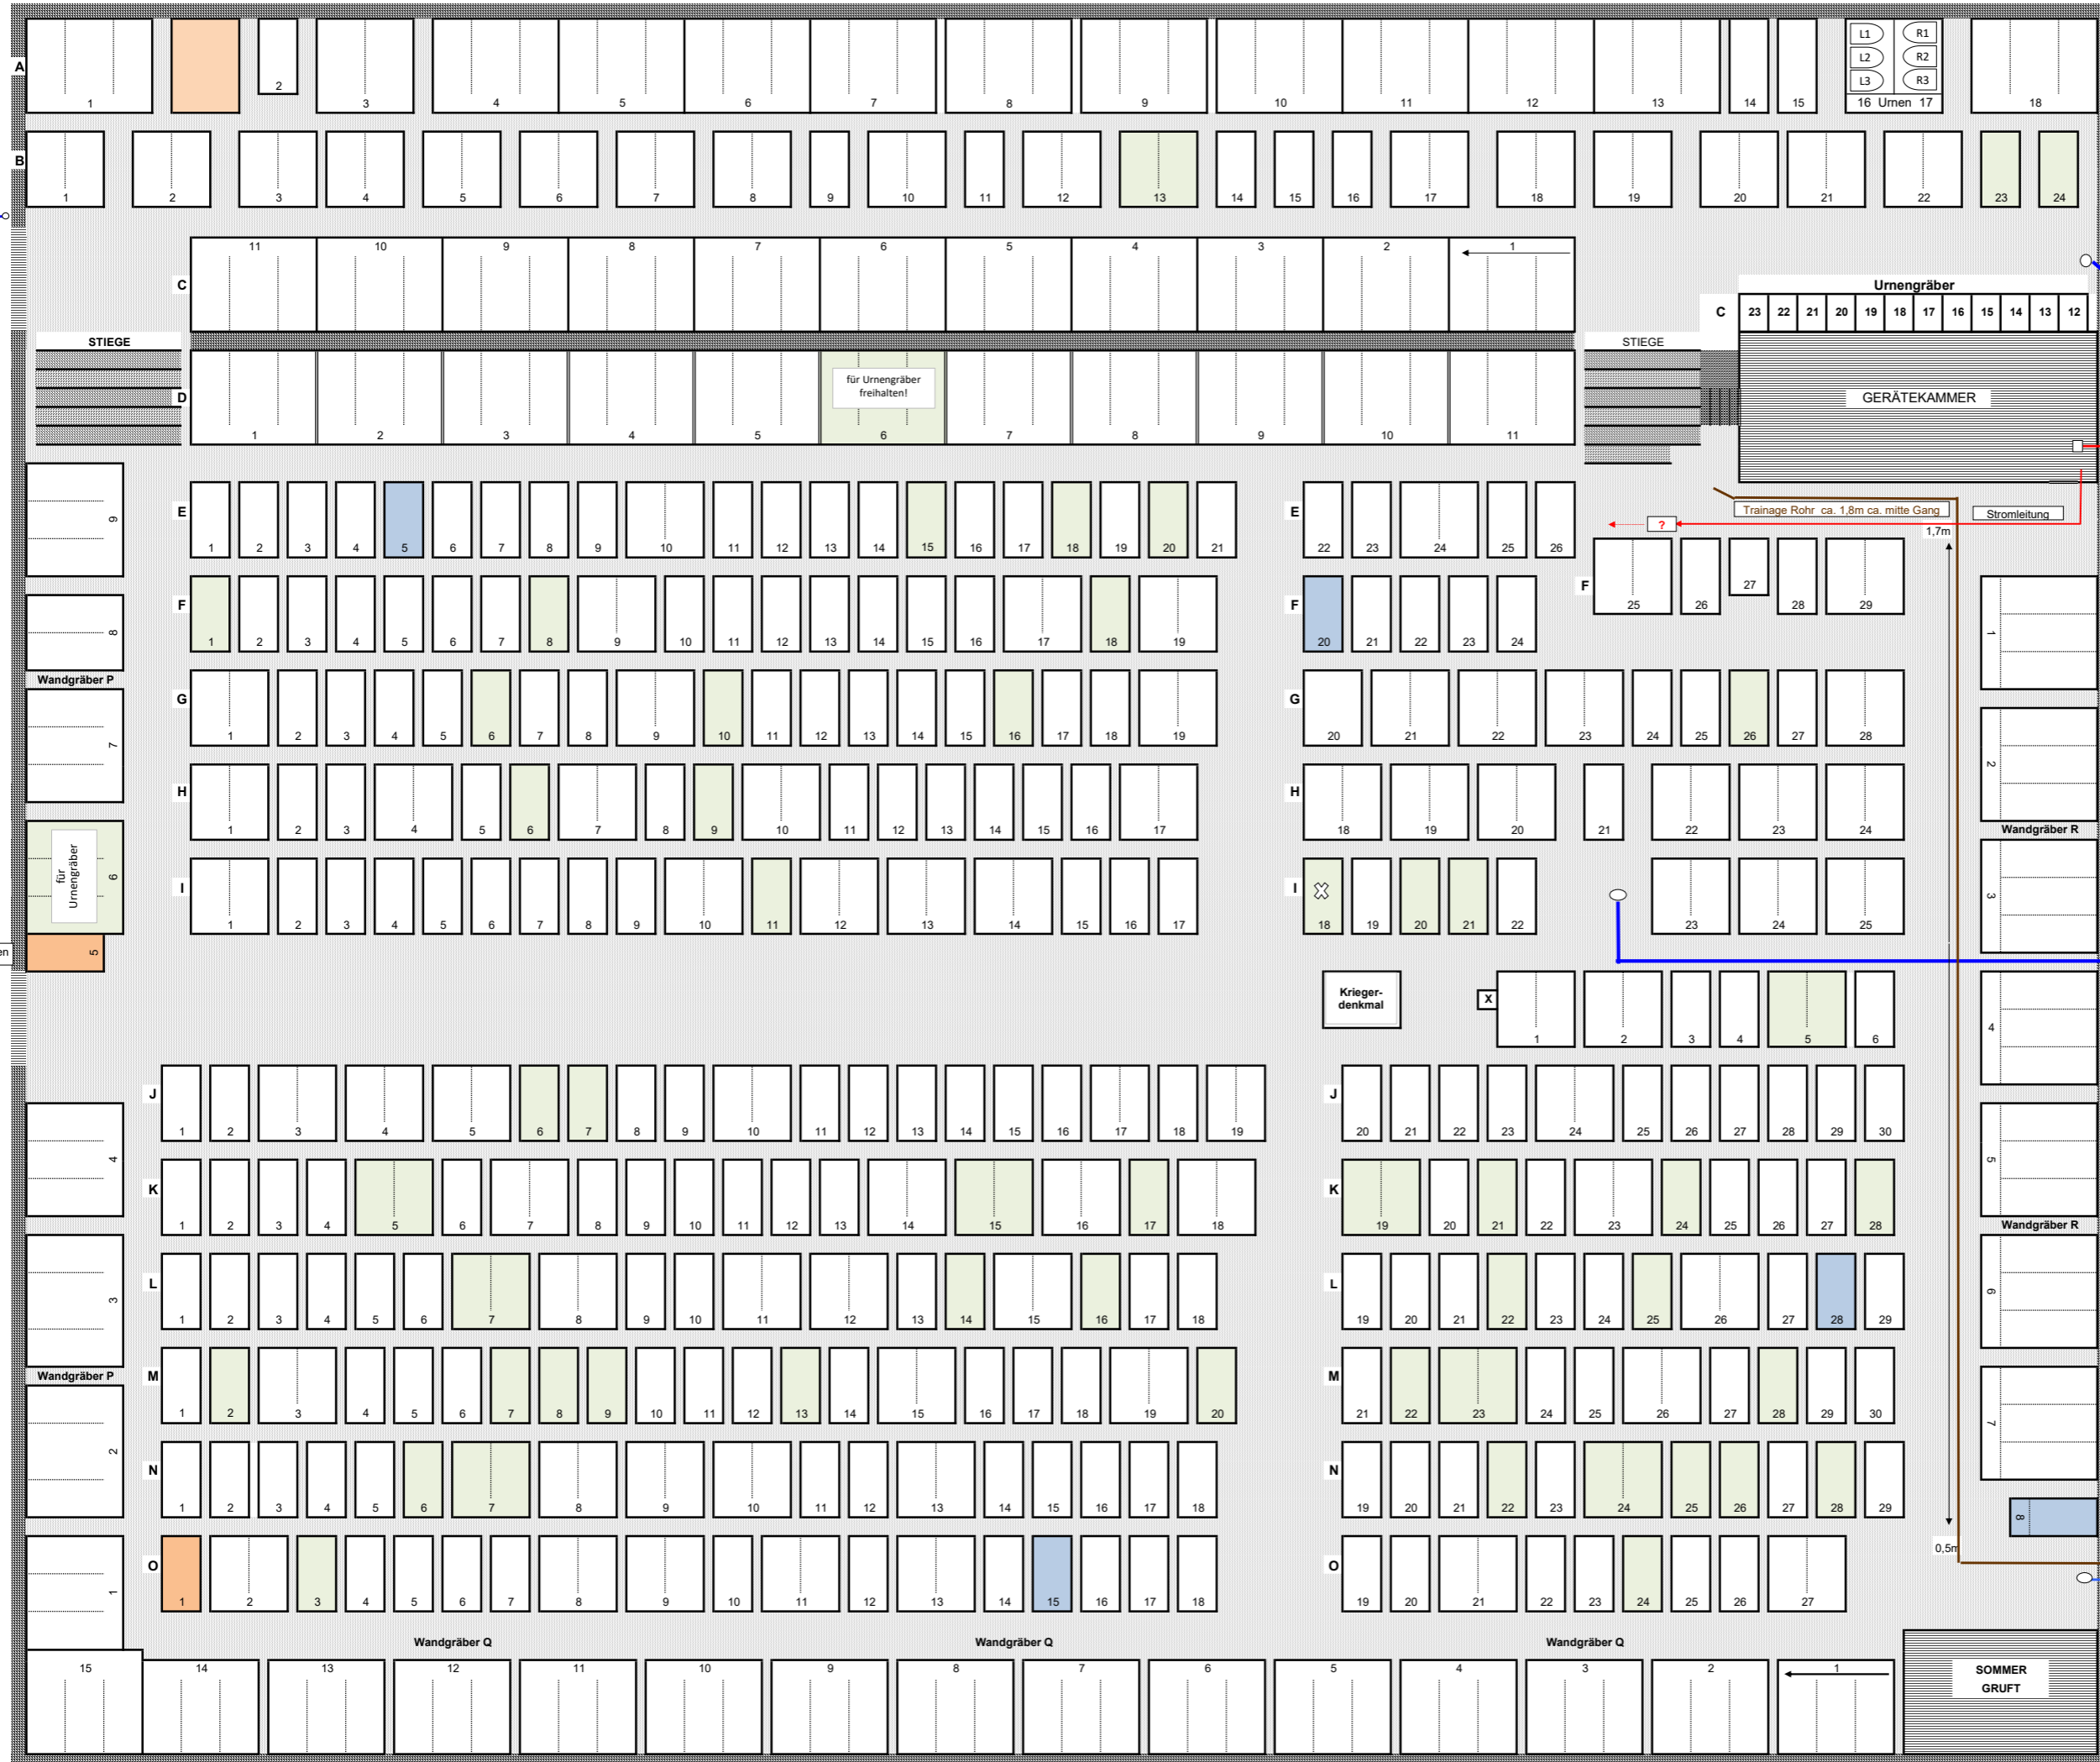 A
1 2 3 4 5 6 7 8 9 10 11 12 13 14 15
L1 R1
L2 R2
L3 R3
16 Urnen 17
18
B
1 2 3 4 5 6 7 8 9 10 11 12 13 14 15 16 17 18 19 20 21 22 23 24
11 10 9 8 7 6 5 4 3 2 1
C
Urnengräber
C 23 22 21 20 19 18 17 16 15 14 13 12
STIEGE
STIEGE
D
für Urnengräber
freihalten!
1 2 3 4 5 6 7 8 9 10 11
GERÄTEKAMMER
E
1 2 3 4 5 6 7 8 9 10 11 12 13 14 15 16 17 18 19 20 21
E
22 23 24 25 26
Trainage Rohr ca. 1,8m ca. mitte Gang
Stromleitung
?
1,7m
F
1 2 3 4 5 6 7 8 9 10 11 12 13 14 15 16 17 18 19
F
20 21 22 23 24
F
25 26 27 28 29
G
1 2 3 4 5 6 7 8 9 10 11 12 13 14 15 16 17 18 19
G
20 21 22 23 24 25 26 27 28
H
1 2 3 4 5 6 7 8 9 10 11 12 13 14 15 16 17
H
18 19 20 21 22 23 24
I
1 2 3 4 5 6 7 8 9 10 11 12 13 14 15 16 17
I
18 19 20 21 22 23 24 25
9
8
Wandgräber P
7
für
Urnengräber
6
5
en
Krieger-
denkmal
X
1 2 3 4 5 6
J
1 2 3 4 5 6 7 8 9 10 11 12 13 14 15 16 17 18 19
J
20 21 22 23 24 25 26 27 28 29 30
K
1 2 3 4 5 6 7 8 9 10 11 12 13 14 15 16 17 18
K
19 20 21 22 23 24 25 26 27 28
L
1 2 3 4 5 6 7 8 9 10 11 12 13 14 15 16 17 18
L
19 20 21 22 23 24 25 26 27 28 29
M
1 2 3 4 5 6 7 8 9 10 11 12 13 14 15 16 17 18 19 20
M
21 22 23 24 25 26 27 28 29 30
N
1 2 3 4 5 6 7 8 9 10 11 12 13 14 15 16 17 18
N
19 20 21 22 23 24 25 26 27 28 29
O
1 2 3 4 5 6 7 8 9 10 11 12 13 14 15 16 17 18
O
19 20 21 22 23 24 25 26 27
4
3
Wandgräber P
2
1
1
2
Wandgräber R
3
4
5
Wandgräber R
6
7
8
0,5m
Wandgräber Q Wandgräber Q Wandgräber Q
15 14 13 12 11 10 9 8 7 6 5 4 3 2 1
SOMMER
GRUFT